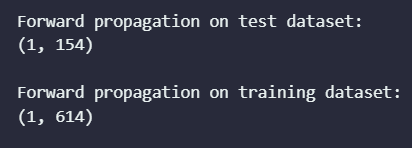 Forward propagation on test dataset:
(1, 154)
Forward propagation on training dataset:
(1, 614)